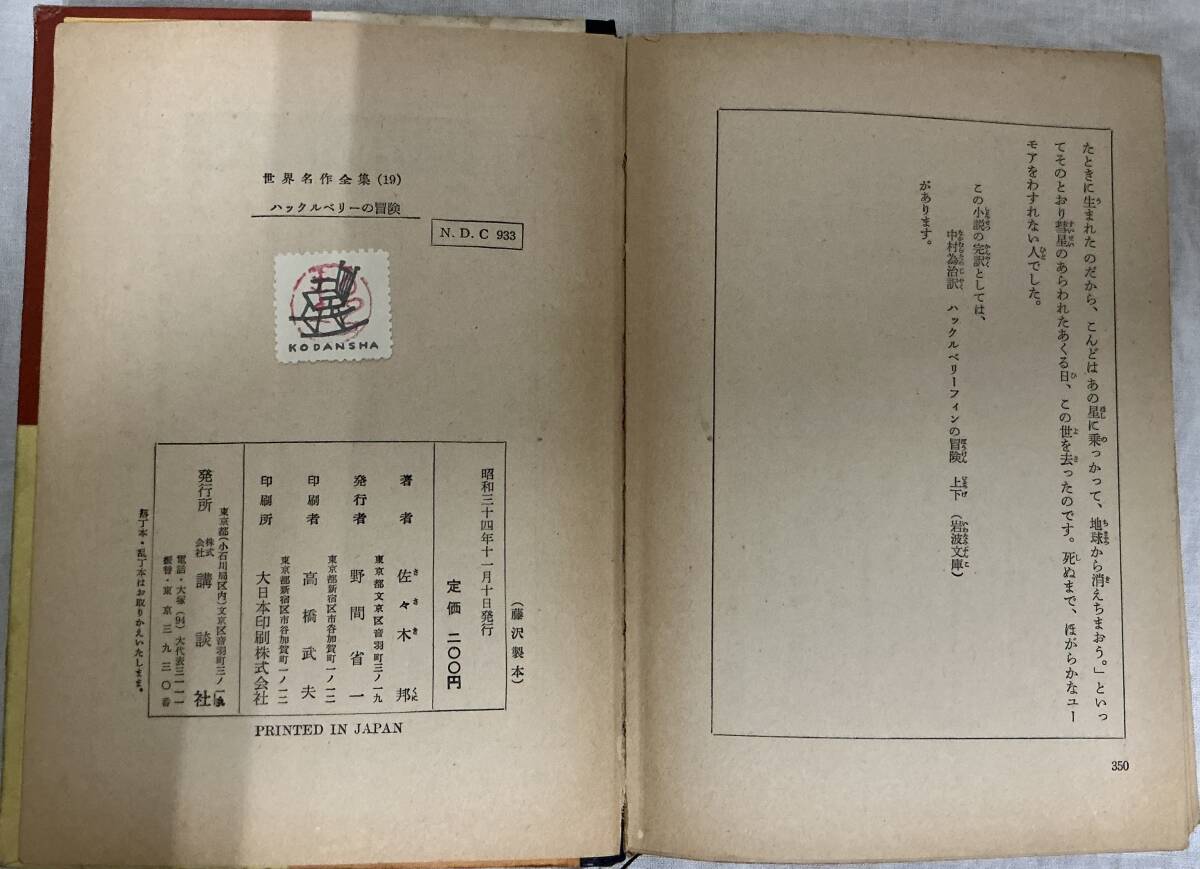 たときに生まれたのだから、こんどはあの星に乗っかって、地球から消えちまおう。」といっ
てそのとおり彗星のあらわれたあくる日、この世を去ったのです。死ぬまで、ほがらかなユー
モアをわすれない人でした。
この小説の完訳としては、
中村為治訳 ハックルベリーフィンの冒険 上下 (岩波文庫)
があります。
350
世界名作全集(19)
ハックルベリーの冒険
N. D. C 933
KODANSHA
(藤沢製本)
昭和三十四年十一月十日発行
定価 二〇〇円
著者 佐々木邦
東京都文京区音羽町三ノ一九
発行者 野間省一
東京都新宿区市谷加賀町一ノ一二
印刷者 高橋武夫
東京都新宿区市谷加賀町一ノ一二
印刷所 大日本印刷株式会社
東京都(小石川局区内)文京区音羽町三ノ一九
発行所 株式会社 講談社
電話・大塚(94)大代表三一一一
振替・東京三九三〇番
落丁本・乱丁本はお取りかえいたします。
PRINTED IN JAPAN